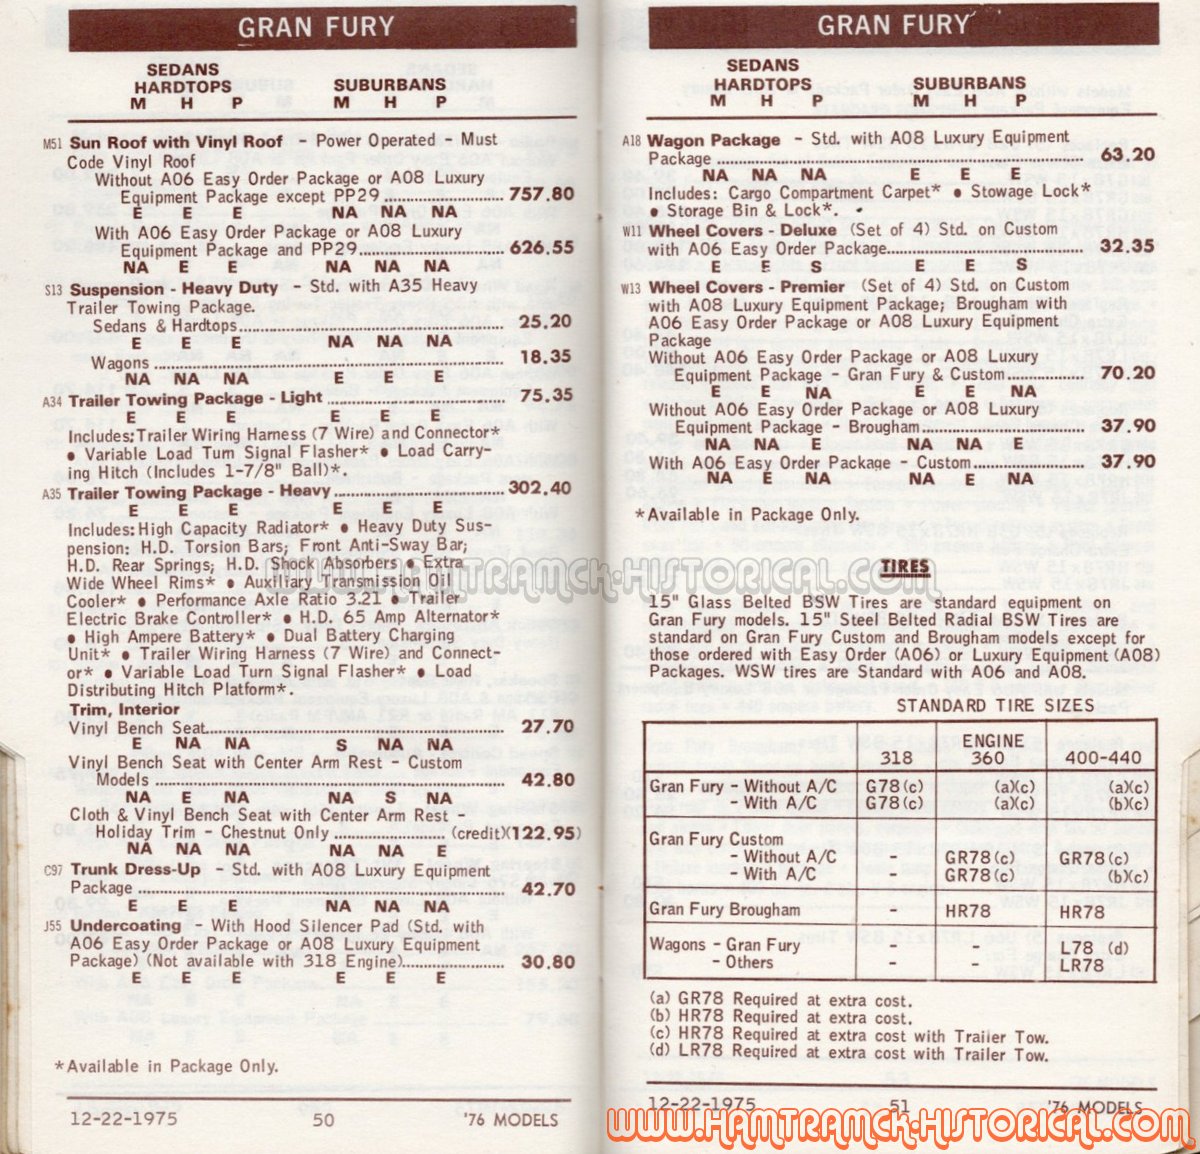 GRAN FURY
SEDANS
HARDTOPS SUBURBANS
M H P M H P
M51 Sun Roof with Vinyl Roof - Power Operated - Must
Code Vinyl Roof
Without A06 Easy Order Package or A08 Luxury
Equipment Package except PP29 757.80
E E E NA NA NA
With A06 Easy Order Package or A08 Luxury
Equipment Package and PP29 626.55
NA E E NA NA NA
S13 Suspension - Heavy Duty - Std. with A35 Heavy
Trailer Towing Package.
Sedans & Hardtops 25.20
E E E NA NA NA
Wagons 18.35
NA NA NA E E E
A34 Trailer Towing Package - Light 75.35
E E E E E E
Includes: Trailer Wiring Harness (7 Wire) and Connector*
● Variable Load Turn Signal Flasher* ● Load Carry-
ing Hitch (Includes 1-7/8" Ball)*.
A35 Trailer Towing Package - Heavy 302.40
E E E E E E
Includes: High Capacity Radiator* ● Heavy Duty Sus-
pension: H.D. Torsion Bars; Front Anti-Sway Bar;
H.D. Rear Springs; H.D. Shock Absorbers ● Extra
Wide Wheel Rims* ● Auxiliary Transmission Oil
Cooler* ● Performance Axle Ratio 3.21 ● Trailer
Electric Brake Controller* ● H.D. 65 Amp Alternator*
● High Ampere Battery* ● Dual Battery Charging
Unit* ● Trailer Wiring Harness (7 Wire) and Connect-
or* ● Variable Load Turn Signal Flasher* ● Load
Distributing Hitch Platform*.
Trim, Interior
Vinyl Bench Seat 27.70
E NA NA S NA NA
Vinyl Bench Seat with Center Arm Rest - Custom
Models 42.80
NA E NA NA S NA
Cloth & Vinyl Bench Seat with Center Arm Rest -
Holiday Trim - Chestnut Only (credit)(122.95)
NA NA NA NA NA E
C97 Trunk Dress-Up - Std. with A08 Luxury Equipment
Package 42.70
E E E NA NA NA
J55 Undercoating - With Hood Silencer Pad (Std. with
A06 Easy Order Package or A08 Luxury Equipment
Package) (Not available with 318 Engine) 30.80
E E E E E E
*Available in Package Only.
12-22-1975 50 '76 MODELS
GRAN FURY
SEDANS
HARDTOPS SUBURBANS
M H P M H P
A18 Wagon Package - Std. with A08 Luxury Equipment
Package 63.20
NA NA NA E E E
Includes: Cargo Compartment Carpet* ● Stowage Lock*
● Storage Bin & Lock*.
W11 Wheel Covers - Deluxe (Set of 4) Std. on Custom
with A06 Easy Order Package 32.35
E E S E E S
W13 Wheel Covers - Premier (Set of 4) Std. on Custom
with A08 Luxury Equipment Package; Brougham with
A06 Easy Order Package or A08 Luxury Equipment
Package
Without A06 Easy Order Package or A08 Luxury
Equipment Package - Gran Fury & Custom 70.20
E E NA E E NA
Without A06 Easy Order Package or A08 Luxury
Equipment Package - Brougham 37.90
NA NA E NA NA E
With A06 Easy Order Package - Custom 37.90
NA E NA NA E NA
*Available in Package Only.
www.Hamtramck-Historical.com
TIRES
15" Glass Belted BSW Tires are standard equipment on
Gran Fury models. 15" Steel Belted Radial BSW Tires are
standard on Gran Fury Custom and Brougham models except for
those ordered with Easy Order (A06) or Luxury Equipment (A08)
Packages. WSW tires are Standard with A06 and A08.
STANDARD TIRE SIZES
ENGINE
318 360 400-440
Gran Fury - Without A/C G78(c) (a)(c) (a)(c)
- With A/C G78(c) (a)(c) (b)(c)
Gran Fury Custom
- Without A/C - GR78(c) GR78(c)
- With A/C - GR78(c) (b)(c)
Gran Fury Brougham - HR78 HR78
Wagons - Gran Fury - - L78 (d)
- Others - - LR78
(a) GR78 Required at extra cost.
(b) HR78 Required at extra cost.
(c) HR78 Required at extra cost with Trailer Tow.
(d) LR78 Required at extra cost with Trailer Tow.
12-22-1975 51 '76 MODELS
www.Hamtramck-Historical.com